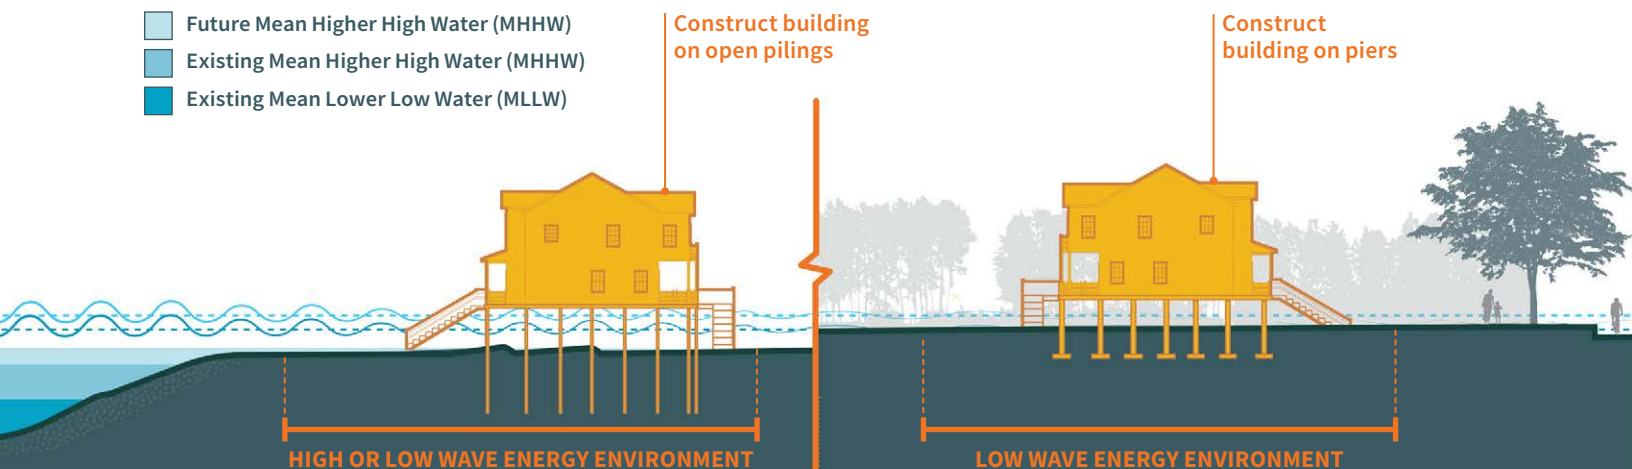 Future Mean Higher High Water (MHHW)
Existing Mean Higher High Water (MHHW)
Existing Mean Lower Low Water (MLLW)
Construct building
on open pilings
Construct
building on piers
HIGH OR LOW WAVE ENERGY ENVIRONMENT
LOW WAVE ENERGY ENVIRONMENT